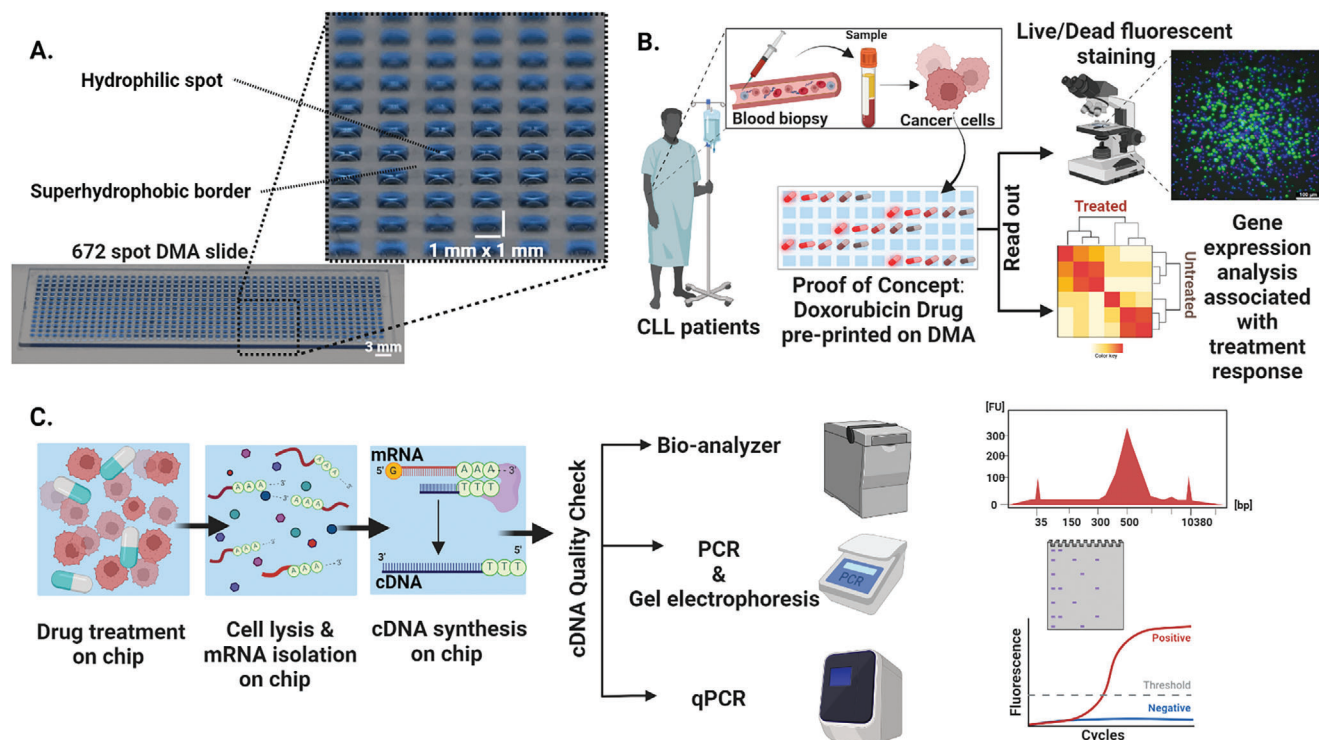 A.
Hydrophilic spot
Superhydrophobic border
672 spot DMA slide
1 mm x 1 mm
3 mm
B.
Sample
Blood biopsy
Cancer cells
CLL patients
Proof of Concept:
Doxorubicin Drug
pre-printed on DMA
Read out
Live/Dead fluorescent
staining
100 µm
Treated
Untreated
Color Key
Gene
expression
analysis
associated
with
treatment
response
C.
Drug treatment
on chip
A A A
3'
A A A
3'
A A A
3'
A A A
3'
A A A
3'
Cell lysis &
mRNA isolation
on chip
mRNA
5' G A A A 3'
T T T
3' 5'
T T T
cDNA
cDNA synthesis
on chip
cDNA Quality Check
Bio-analyzer
PCR
&
Gel electrophoresis
PCR
qPCR
[FU]
300
200
100
0
35 150 300 500 10380
[bp]
Fluorescence
Positive
Threshold
Negative
Cycles